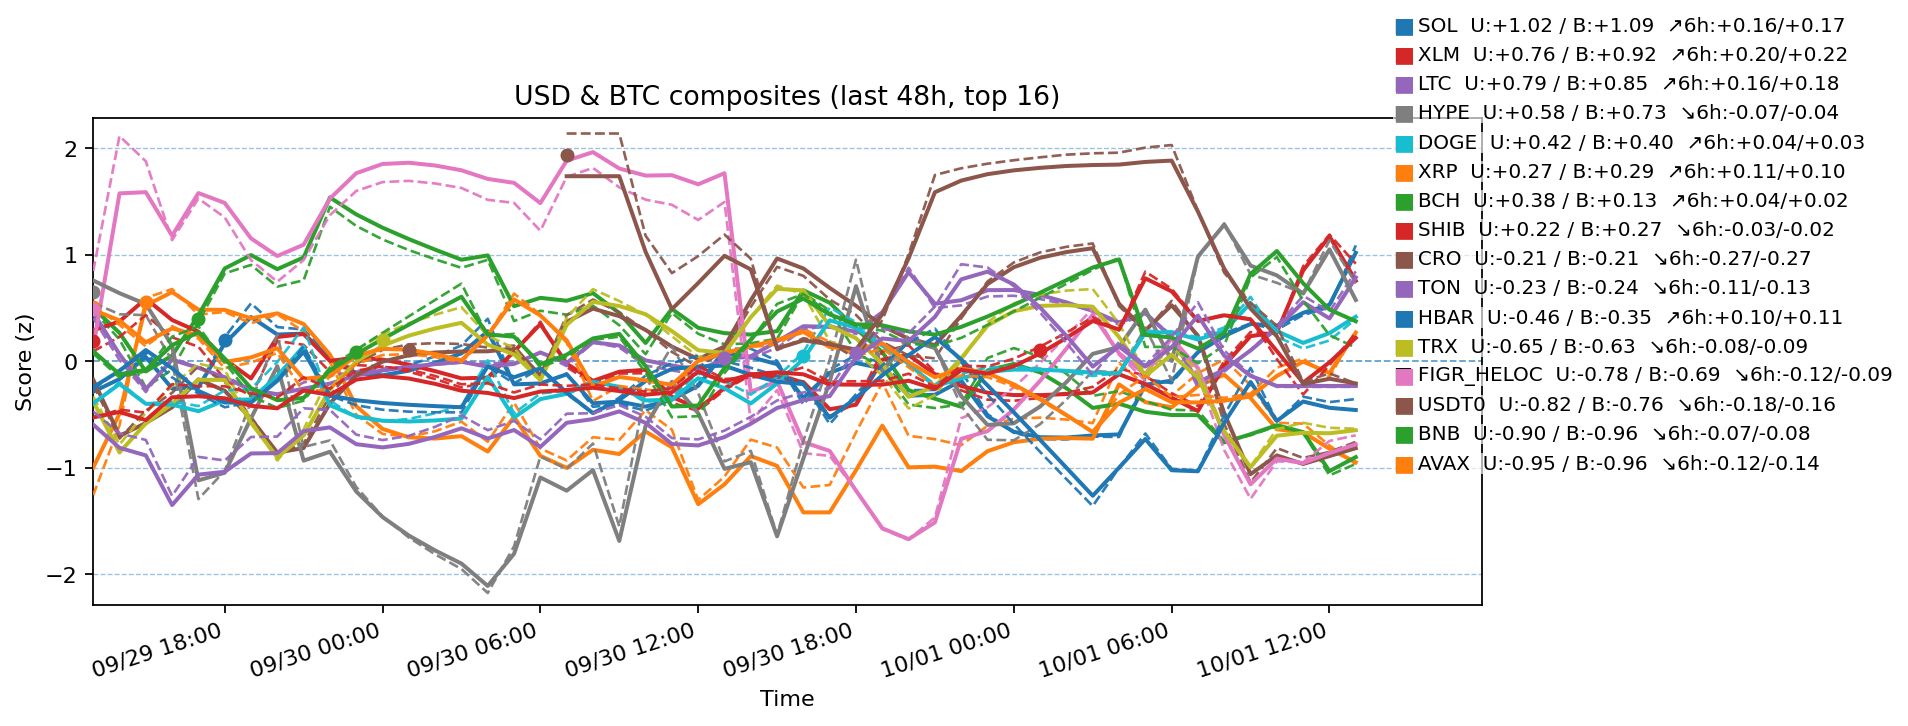 SOL U:+1.02 / B:+1.09 ↗6h:+0.16/+0.17
XLM U:+0.76 / B:+0.92 ↗6h:+0.20/+0.22
LTC U:+0.79 / B:+0.85 ↗6h:+0.16/+0.18
HYPE U:+0.58 / B:+0.73 ↘6h:-0.07/-0.04
DOGE U:+0.42 / B:+0.40 ↗6h:+0.04/+0.03
XRP U:+0.27 / B:+0.29 ↗6h:+0.11/+0.10
BCH U:+0.38 / B:+0.13 ↗6h:+0.04/+0.02
SHIB U:+0.22 / B:+0.27 ↘6h:-0.03/-0.02
CRO U:-0.21 / B:-0.21 ↘6h:-0.27/-0.27
TON U:-0.23 / B:-0.24 ↘6h:-0.11/-0.13
HBAR U:-0.46 / B:-0.35 ↗6h:+0.10/+0.11
TRX U:-0.65 / B:-0.63 ↘6h:-0.08/-0.09
FIGR_HELOC U:-0.78 / B:-0.69 ↘6h:-0.12/-0.09
USDT0 U:-0.82 / B:-0.76 ↘6h:-0.18/-0.16
BNB U:-0.90 / B:-0.96 ↘6h:-0.07/-0.08
AVAX U:-0.95 / B:-0.96 ↘6h:-0.12/-0.14
USD & BTC composites (last 48h, top 16)
Score (z)
2
1
0
−1
−2
09/29 18:00
09/30 00:00
09/30 06:00
09/30 12:00
09/30 18:00
10/01 00:00
10/01 06:00
10/01 12:00
Time